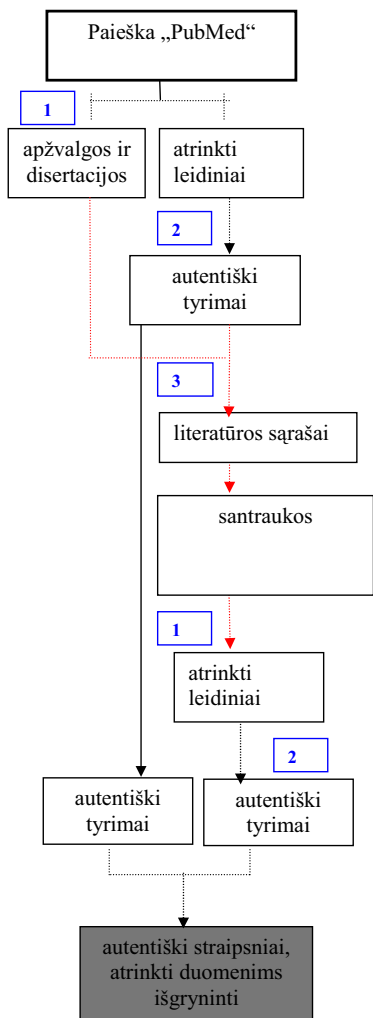 Paieška „PubMed“
1
apžvalgos ir
disertacijos
atrinkti
leidiniai
2
autentiški
tyrimai
3
literatūros sąrašai
santraukos
1
atrinkti
leidiniai
2
autentiški
tyrimai
autentiški
tyrimai
autentiški straipsniai,
atrinkti duomenims
išgryninti